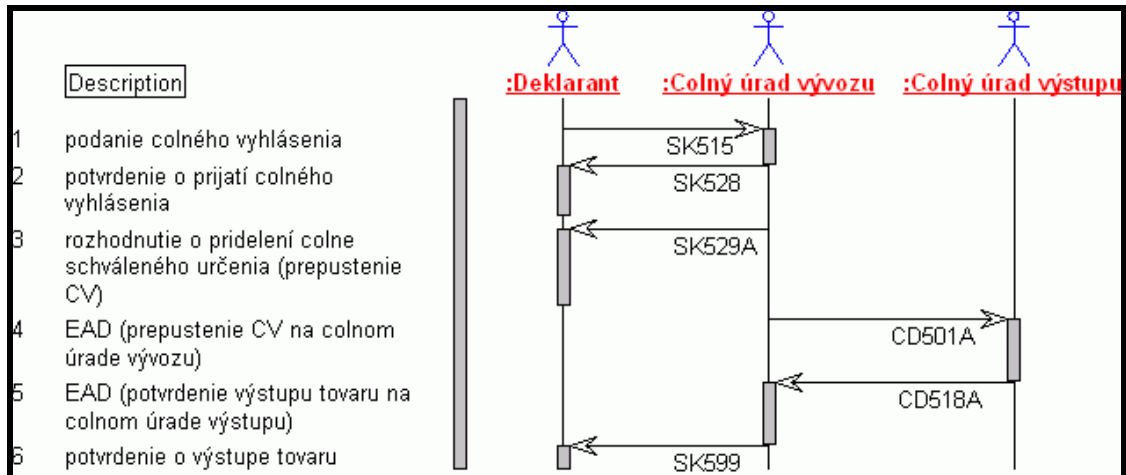 Description :Deklarant :Colný úrad vývozu :Colný úrad výstupu
1 podanie colného vyhlásenia
SK515
2 potvrdenie o prijatí colného
vyhlásenia
SK528
3 rozhodnutie o pridelení colne
schváleného určenia (prepustenie
CV)
SK529A
4 EAD (prepustenie CV na colnom
úrade vývozu)
CD501A
5 EAD (potvrdenie výstupu tovaru na
colnom úrade výstupu)
CD518A
6 potvrdenie o výstupe tovaru
SK599